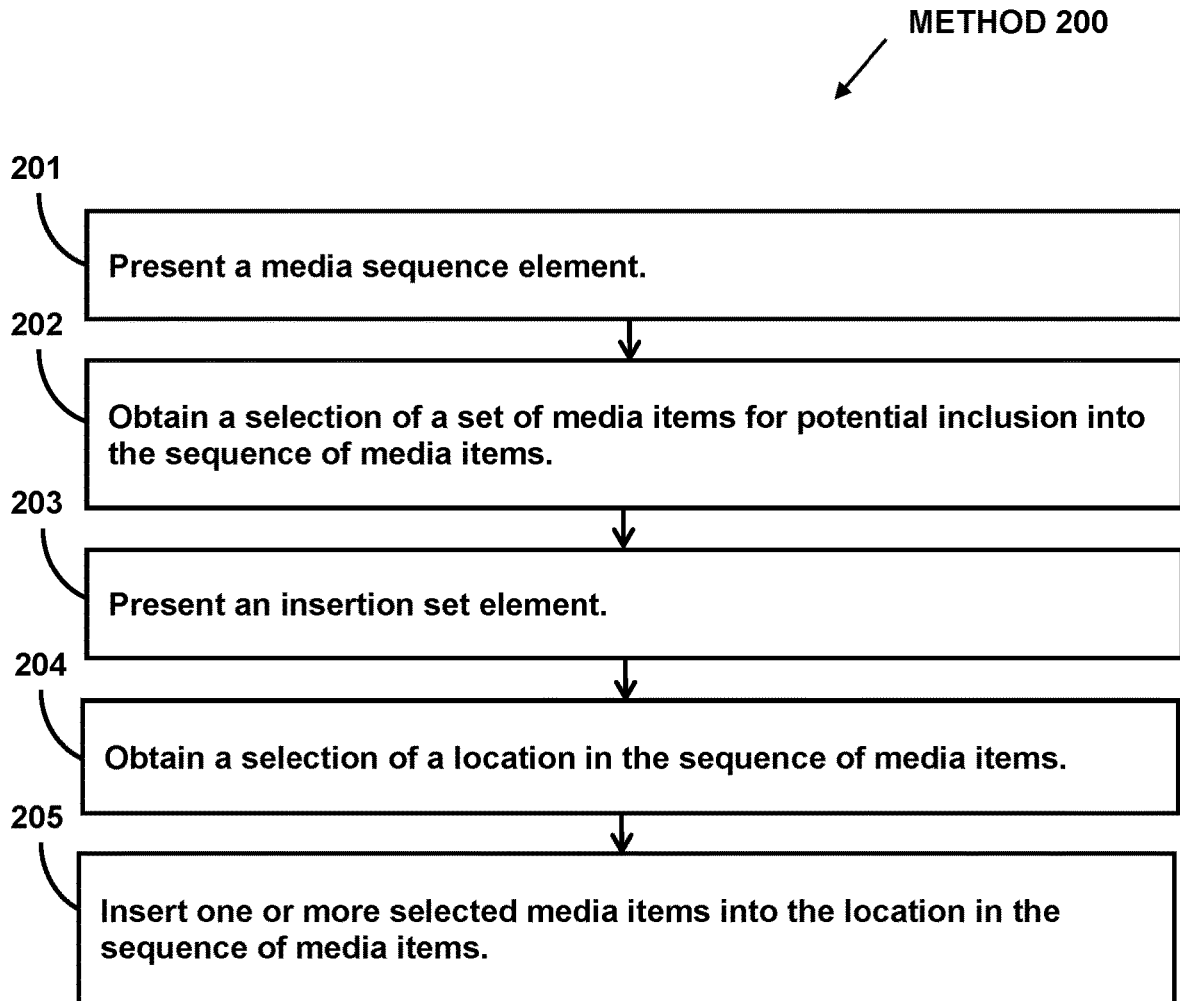 METHOD 200
201
Present a media sequence element.
202
Obtain a selection of a set of media items for potential inclusion into
the sequence of media items.
203
Present an insertion set element.
204
Obtain a selection of a location in the sequence of media items.
205
Insert one or more selected media items into the location in the
sequence of media items.